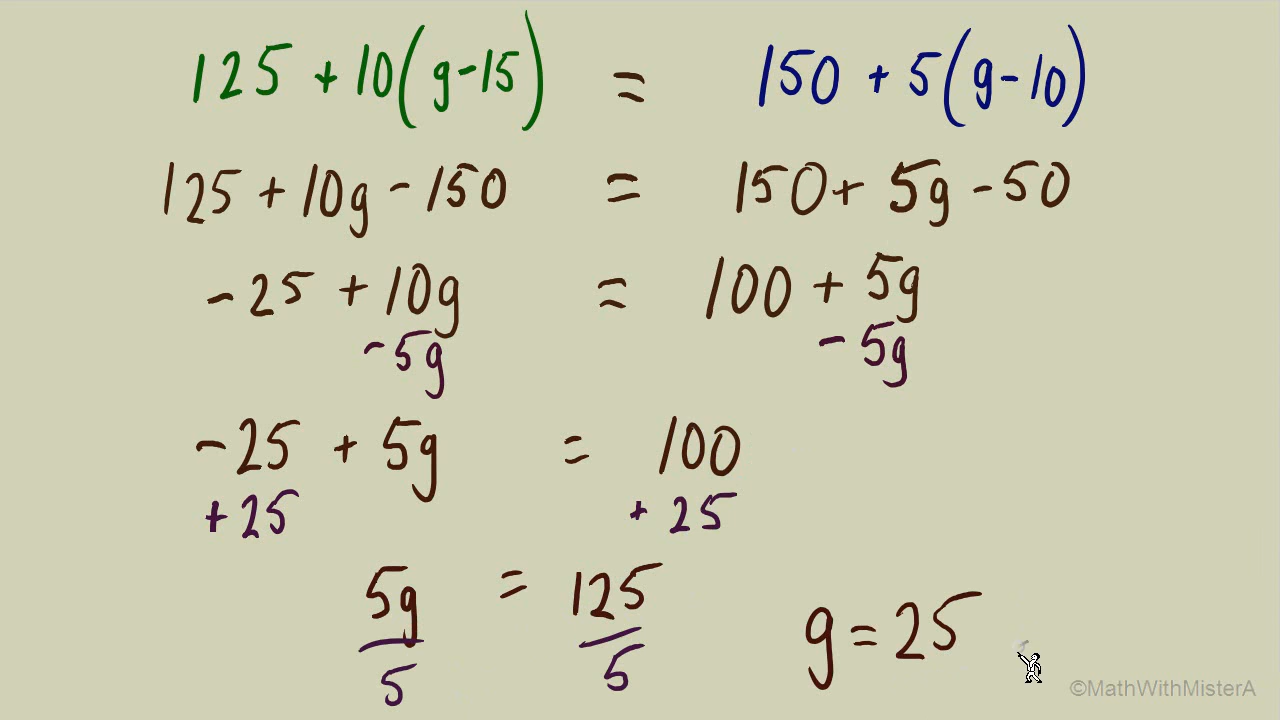 125 + 10(g-15) = 150 + 5(g-10)
125 + 10g - 150 = 150 + 5g - 50
-25 + 10g = 100 + 5g
-5g - 5g
-25 + 5g = 100
+25 + 25
5g = 125
5 5
g = 25
©MathWithMisterA